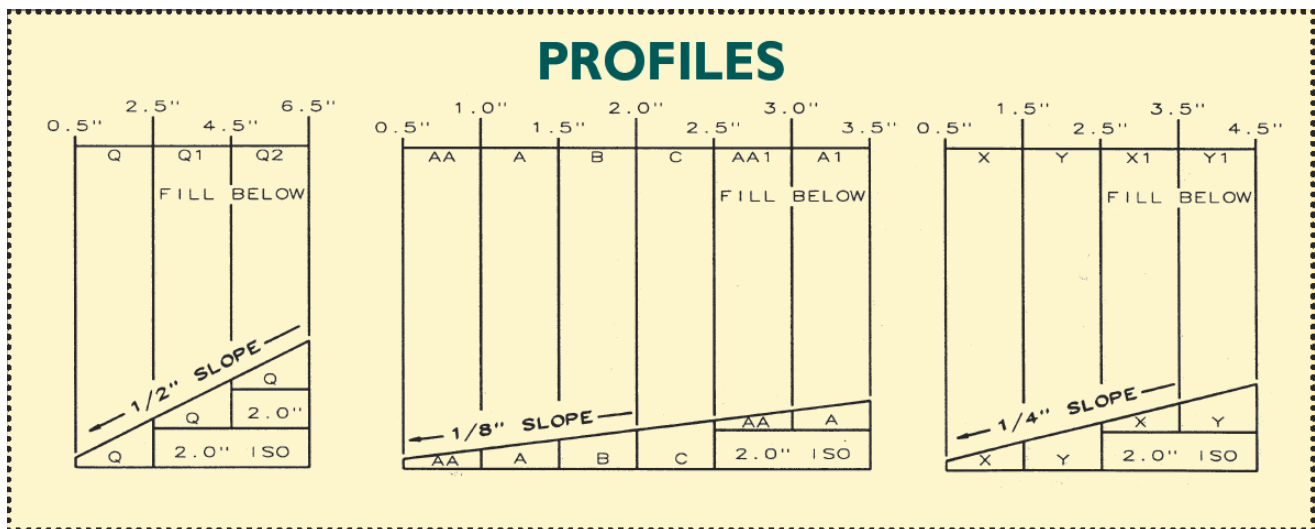 PROFILES
2.5" 6.5"
0.5" 4.5"
Q Q1 Q2
FILL BELOW
1/2" SLOPE
Q
Q 2.0"
Q 2.0" ISO
1.0" 2.0" 3.0"
0.5" 1.5" 2.5" 3.5"
AA A B C AA1 A1
FILL BELOW
1/8" SLOPE
AA A
AA A B C 2.0" ISO
1.5" 3.5"
0.5" 2.5" 4.5"
X Y X1 Y1
FILL BELOW
1/4" SLOPE
X Y
X Y 2.0" ISO